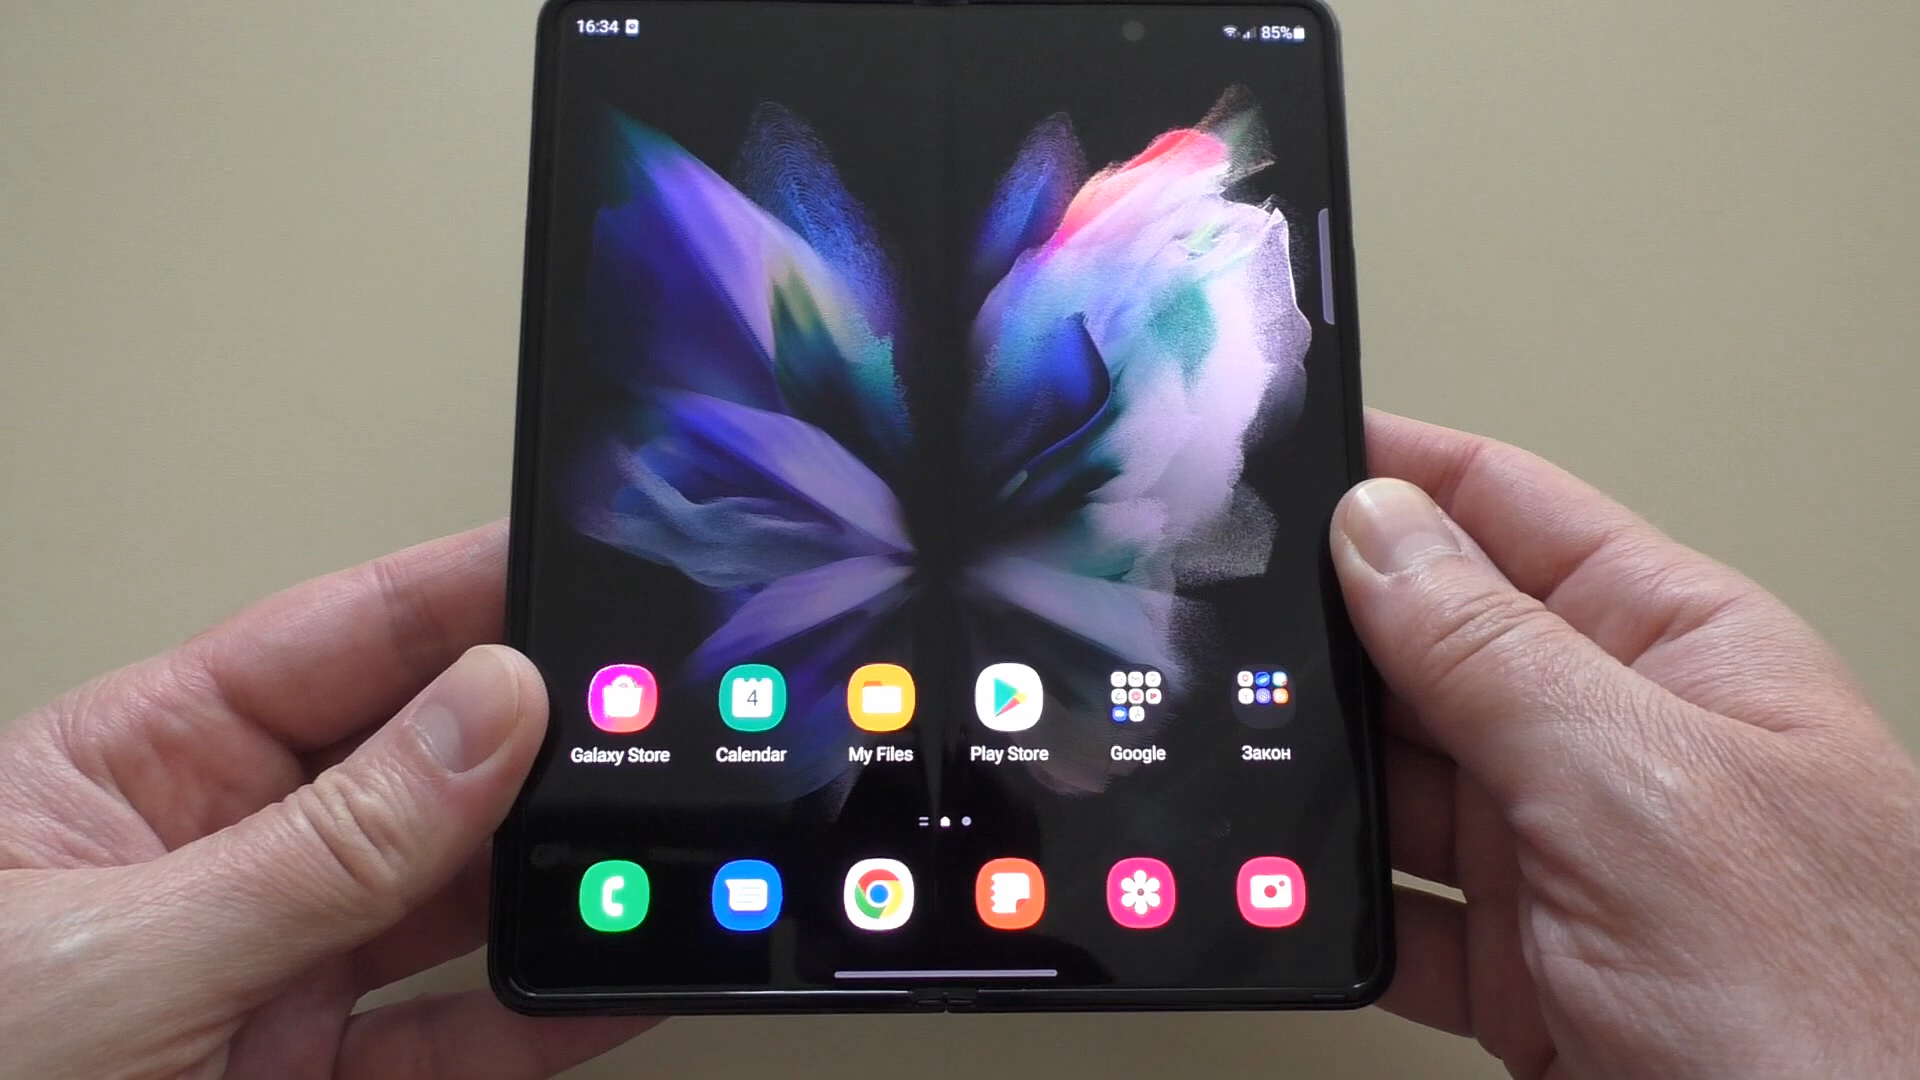 16:34
85%
4
Galaxy Store
Calendar
My Files
Play Store
Google
Закон